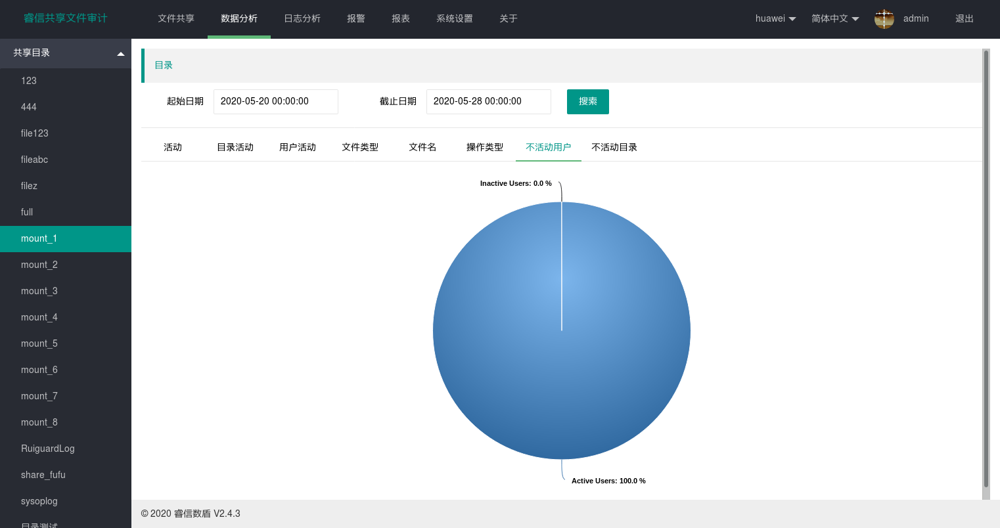 睿信共享文件审计
文件共享 数据分析 日志分析 报警 报表 系统设置 关于
huawei 简体中文 admin 退出
共享目录
123
444
file123
fileabc
filez
full
mount_1
mount_2
mount_3
mount_4
mount_5
mount_6
mount_7
mount_8
RuiguardLog
share_fufu
sysoplog
目录测试
目录
起始日期 2020-05-20 00:00:00 截止日期 2020-05-28 00:00:00 搜索
活动 目录活动 用户活动 文件类型 文件名 操作类型 不活动用户 不活动目录
Inactive Users: 0.0 %
Active Users: 100.0 %
© 2020 睿信数盾 V2.4.3